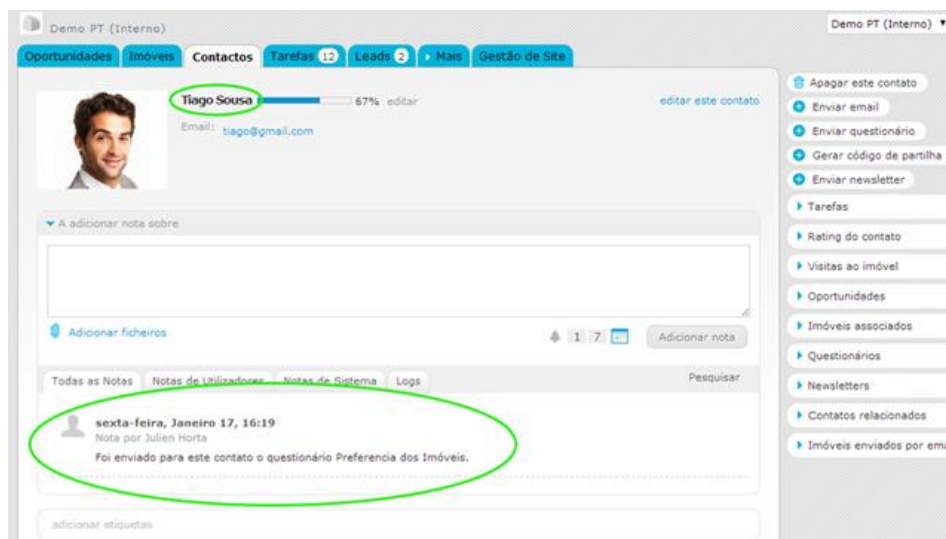 Demo PT (Interno)
Demo PT (Interno)
Oportunidades Imóveis Contactos Tarefas 12 Leads 2 Mais Gestão de Site
Tiago Sousa 67% editar editar este contato
Email: tiago@gmail.com
A adicionar nota sobre
Adicionar ficheiros 1 7 Adicionar nota
Todas as Notas Notas de Utilizadores Notas de Sistema Logs Pesquisar
sexta-feira, Janeiro 17, 16:19
Nota por Julien Horta
Foi enviado para este contato o questionário Preferencia dos Imóveis.
adicionar etiquetas
Apagar este contato
Enviar email
Enviar questionário
Gerar código de partilha
Enviar newsletter
Tarefas
Rating do contato
Visitas ao imóvel
Oportunidades
Imóveis associados
Questionários
Newsletters
Contatos relacionados
Imóveis enviados por ema